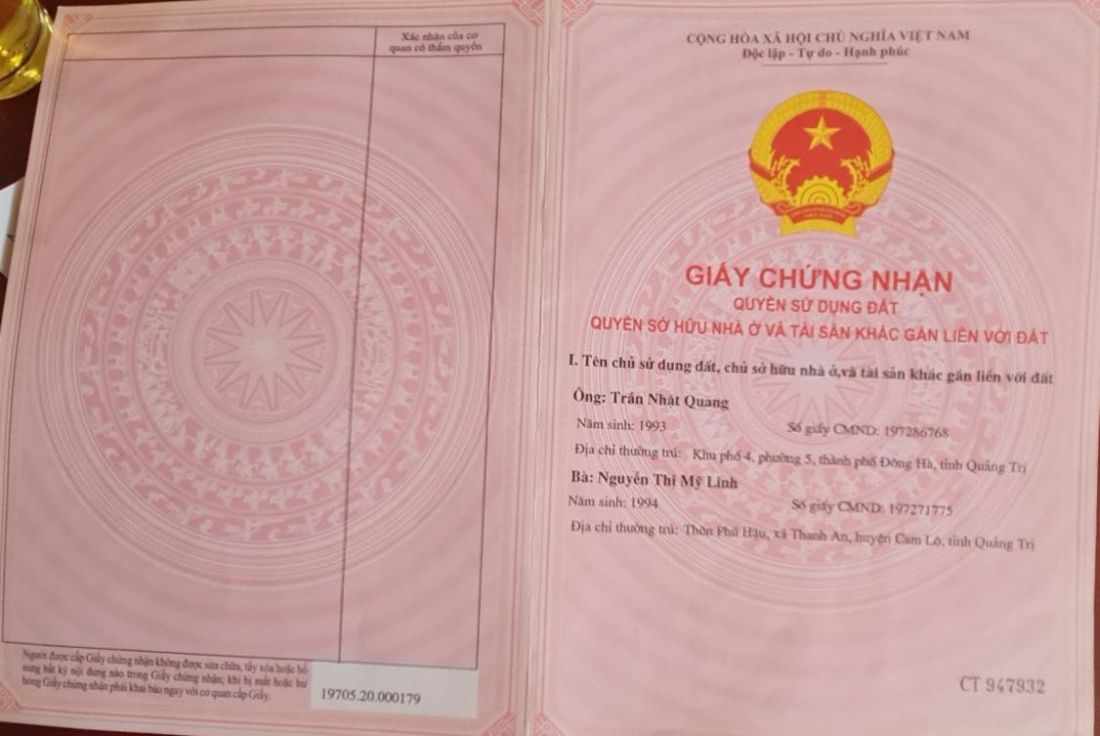 Xác nhận của cơ
quan có thẩm quyền
Người được cấp Giấy chứng nhận không được sửa chữa, tẩy xóa hoặc bổ
sung bất kỳ nội dung nào trong Giấy chứng nhận; khi bị mất hoặc hư
hỏng Giấy chứng nhận phải khai báo ngay với cơ quan cấp Giấy.
19705.20.000179
CỘNG HÒA XÃ HỘI CHỦ NGHĨA VIỆT NAM
Độc lập - Tự do - Hạnh phúc
VIỆT NAM
GIẤY CHỨNG NHẬN
QUYỀN SỬ DỤNG ĐẤT
QUYỀN SỞ HỮU NHÀ Ở VÀ TÀI SẢN KHÁC GẮN LIỀN VỚI ĐẤT
I. Tên chủ sử dụng đất, chủ sở hữu nhà ở,và tài sản khác gắn liền với đất
Ông: Trần Nhật Quang
Năm sinh: 1993 Số giấy CMND: 197286768
Địa chỉ thường trú: Khu phố 4, phường 5, thành phố Đông Hà, tỉnh Quảng Trị
Bà: Nguyễn Thị Mỹ Linh
Năm sinh: 1994 Số giấy CMND: 197271775
Địa chỉ thường trú: Thôn Phú Hậu, xã Thanh An, huyện Cam Lộ, tỉnh Quảng Trị
CT 947932